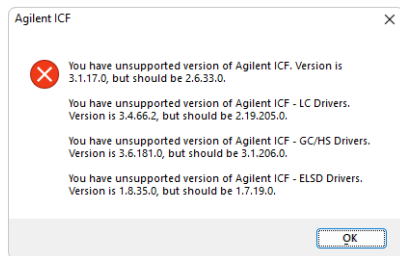 Agilent ICF
You have unsupported version of Agilent ICF. Version is
3.1.17.0, but should be 2.6.33.0.
You have unsupported version of Agilent ICF - LC Drivers.
Version is 3.4.66.2, but should be 2.19.205.0.
You have unsupported version of Agilent ICF - GC/HS Drivers.
Version is 3.6.181.0, but should be 3.1.206.0.
You have unsupported version of Agilent ICF - ELSD Drivers.
Version is 1.8.35.0, but should be 1.7.19.0.
OK